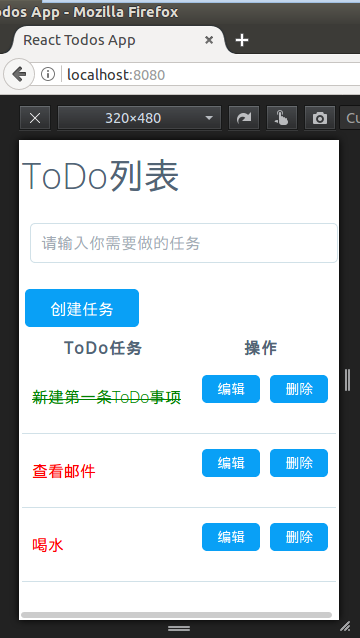 odos App - Mozilla Firefox
React Todos App
localhost:8080
320×480
Cu
ToDo列表
请输入你需要做的任务
创建任务
ToDo任务 操作
新建第一条ToDo事项 编辑 删除
查看邮件 编辑 删除
喝水 编辑 删除